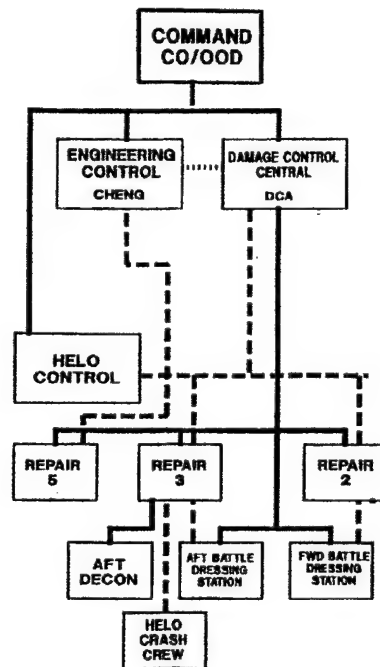 COMMAND
CO/OOD
ENGINEERING
CONTROL
CHENG
DAMAGE CONTROL
CENTRAL
DCA
HELO
CONTROL
REPAIR
5
REPAIR
3
REPAIR
2
AFT
DECON
AFT BATTLE
DRESSING
STATION
FWD BATTLE
DRESSING
STATION
HELO
CRASH
CREW